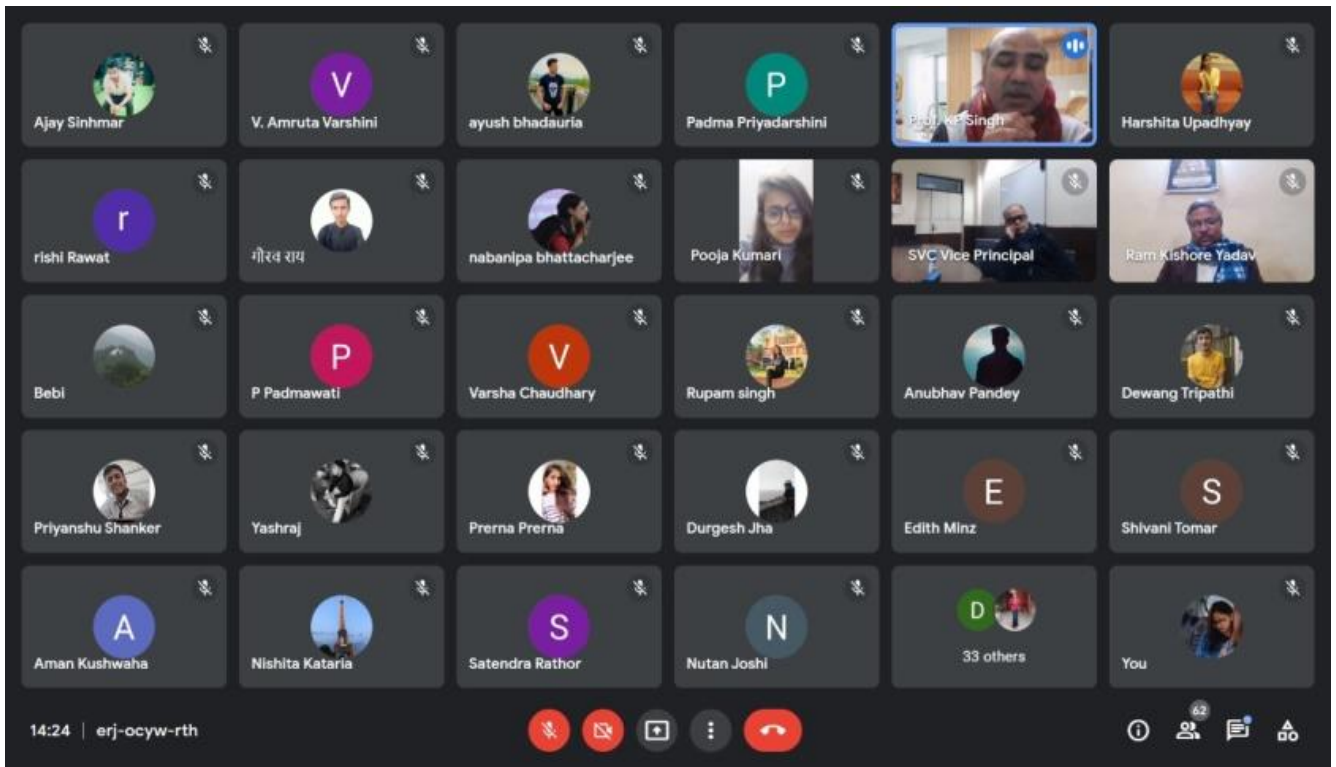 Ajay Sinhmar
V
V. Amruta Varshini
ayush bhadauria
P
Padma Priyadarshini
Prof. KP Singh
Harshita Upadhyay
r
rishi Rawat
गौरव राय
nabanipa bhattacharjee
Pooja Kumari
SVC Vice Principal
Ram Kishore Yadav
Bebi
P
P Padmawati
V
Varsha Chaudhary
Rupam singh
Anubhav Pandey
Dewang Tripathi
Priyanshu Shanker
Yashraj
Prerna Prerna
Durgesh Jha
E
Edith Minz
S
Shivani Tomar
A
Aman Kushwaha
Nishita Kataria
S
Satendra Rathor
N
Nutan Joshi
D
33 others
You
14:24 | erj-ocyw-rth
62